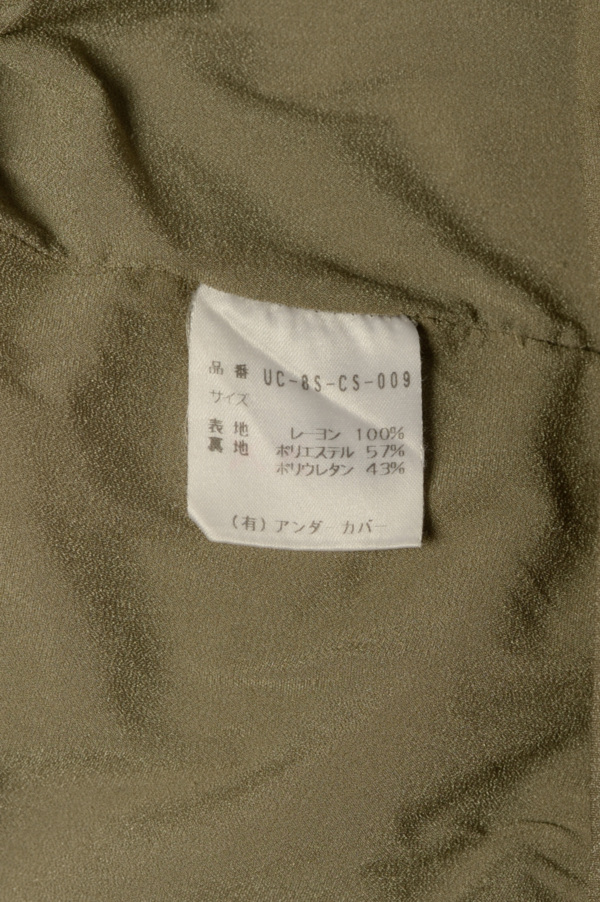 品番 UC-8S-CS-009
サイズ
表地 レーヨン 100%
裏地 ポリエステル 57%
ポリウレタン 43%
(有)アンダーカバー